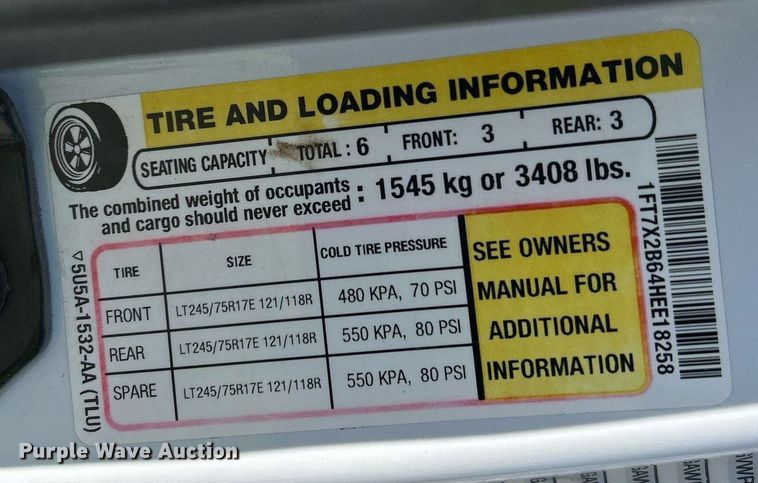 TIRE AND LOADING INFORMATION
SEATING CAPACITY TOTAL : 6 FRONT: 3 REAR: 3
The combined weight of occupants and cargo should never exceed : 1545 kg or 3408 lbs.
TIRE SIZE COLD TIRE PRESSURE
FRONT LT245/75R17E 121/118R 480 KPA, 70 PSI
REAR LT245/75R17E 121/118R 550 KPA, 80 PSI
SPARE LT245/75R17E 121/118R 550 KPA, 80 PSI
SEE OWNERS
MANUAL FOR
ADDITIONAL
INFORMATION
1FT7X2B64HEE18258
▽5U5A-1532-AA (TLU)
Purple Wave Auction